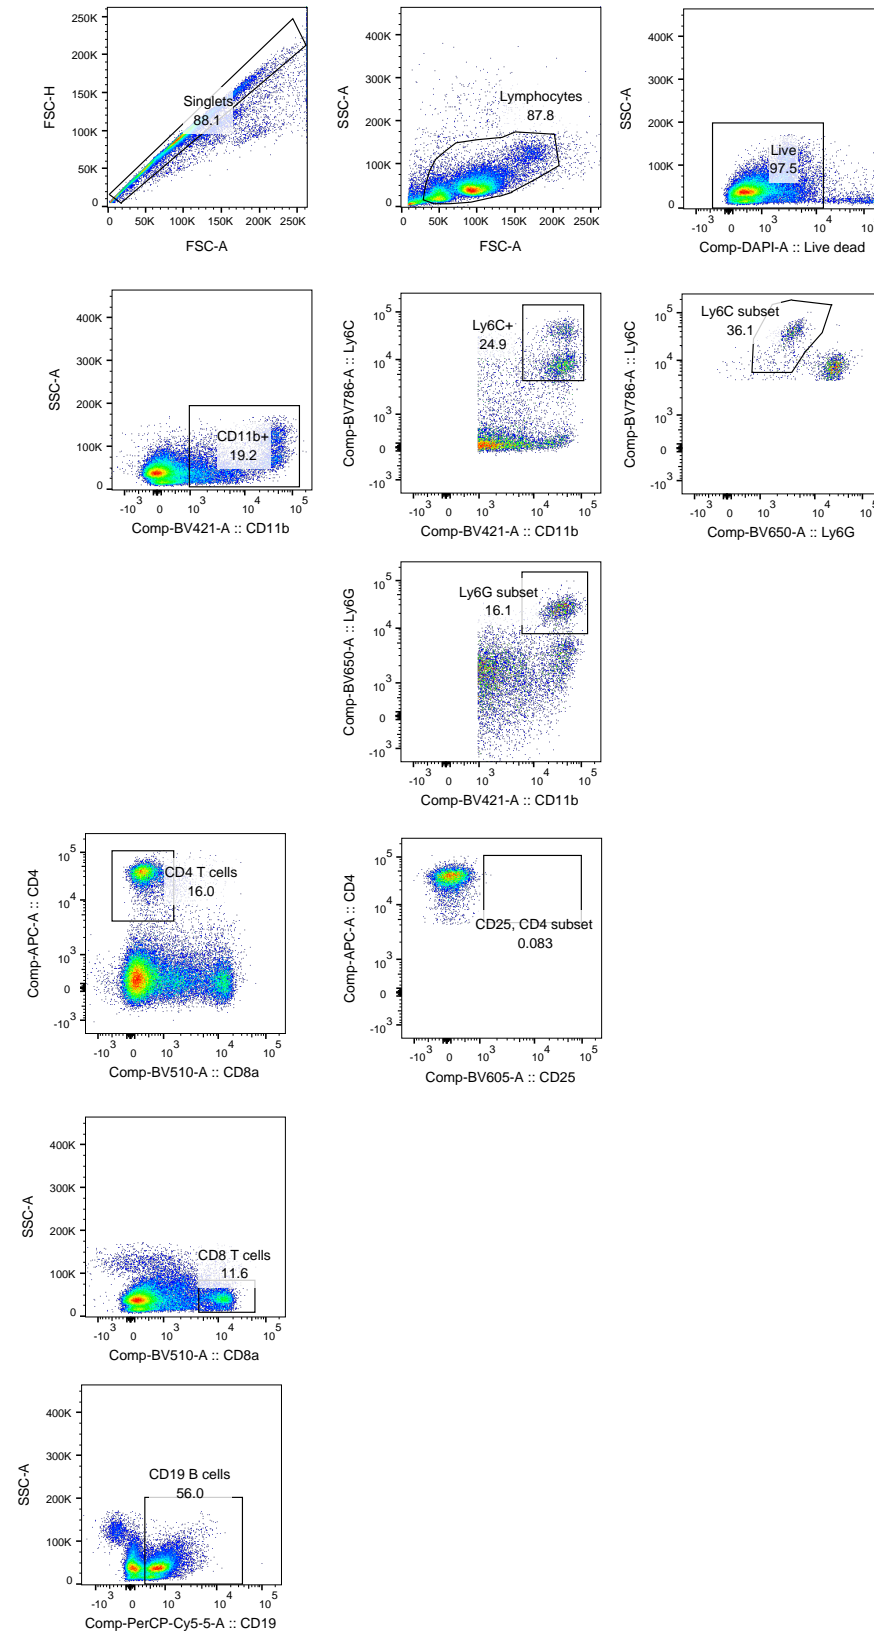 250K
200K
150K
100K
50K
0
FSC-H
Singlets
88.1
0 50K 100K 150K 200K 250K
FSC-A
400K
300K
200K
100K
0
SSC-A
Lymphocytes
87.8
0 50K 100K 150K 200K 250K
FSC-A
400K
300K
200K
100K
0
SSC-A
Live
97.5
-10 3 0 10 3 10 4
Comp-DAPI-A :: Live dead
400K
300K
200K
100K
0
SSC-A
CD11b+
19.2
-10 3 0 10 3 10 4 10 5
Comp-BV421-A :: CD11b
10 5
10 4
10 3
0
-10 3
Comp-BV786-A :: Ly6C
Ly6C+
24.9
-10 3 0 10 3 10 4 10 5
Comp-BV421-A :: CD11b
10 5
10 4
10 3
0
-10 3
Comp-BV786-A :: Ly6C
Ly6C subset
36.1
-10 3 0 10 3 10 4 10 5
Comp-BV650-A :: Ly6G
10 5
10 4
10 3
0
-10 3
Comp-BV650-A :: Ly6G
Ly6G subset
16.1
-10 3 0 10 3 10 4 10 5
Comp-BV421-A :: CD11b
10 5
10 4
10 3
0
-10 3
Comp-APC-A :: CD4
CD4 T cells
16.0
-10 3 0 10 3 10 4 10 5
Comp-BV510-A :: CD8a
10 5
10 4
10 3
0
-10 3
Comp-APC-A :: CD4
CD25, CD4 subset
0.083
-10 3 0 10 3 10 4 10 5
Comp-BV605-A :: CD25
400K
300K
200K
100K
0
SSC-A
CD8 T cells
11.6
-10 3 0 10 3 10 4 10 5
Comp-BV510-A :: CD8a
400K
300K
200K
100K
0
SSC-A
CD19 B cells
56.0
-10 3 0 10 3 10 4 10 5
Comp-PerCP-Cy5-5-A :: CD19